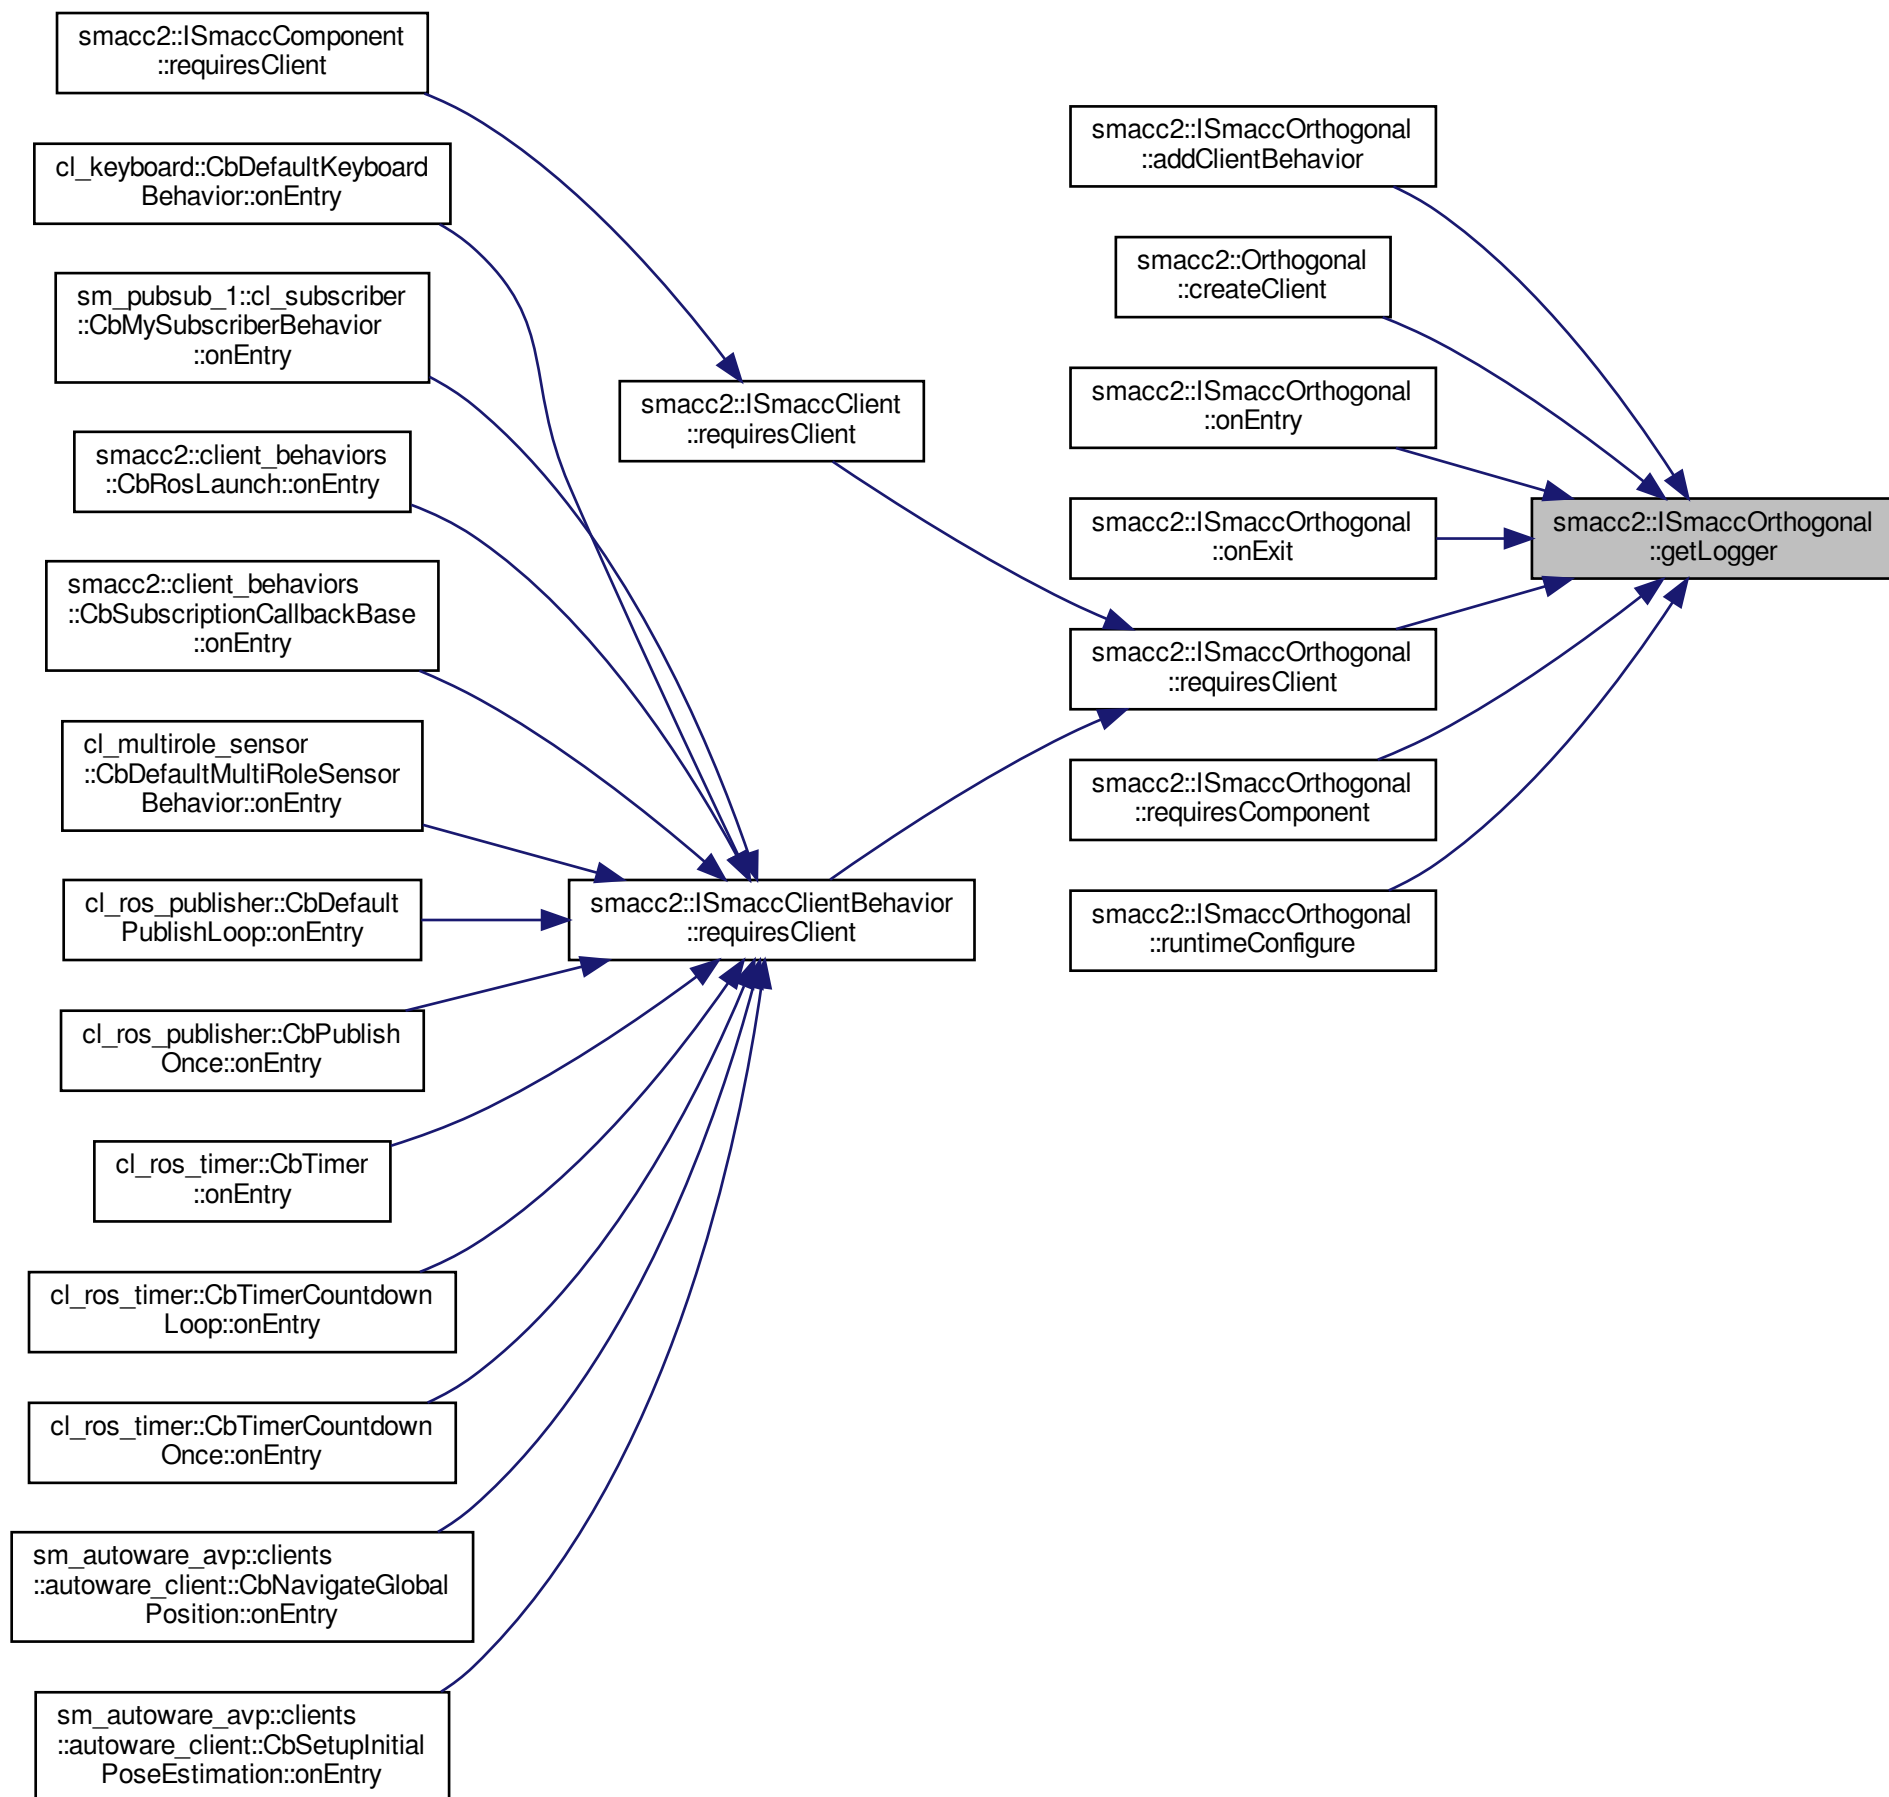 smacc2::ISmaccComponent
::requiresClient
cl_keyboard::CbDefaultKeyboard
Behavior::onEntry
sm_pubsub_1::cl_subscriber
::CbMySubscriberBehavior
::onEntry
smacc2::client_behaviors
::CbRosLaunch::onEntry
smacc2::client_behaviors
::CbSubscriptionCallbackBase
::onEntry
cl_multirole_sensor
::CbDefaultMultiRoleSensor
Behavior::onEntry
cl_ros_publisher::CbDefault
PublishLoop::onEntry
cl_ros_publisher::CbPublish
Once::onEntry
cl_ros_timer::CbTimer
::onEntry
cl_ros_timer::CbTimerCountdown
Loop::onEntry
cl_ros_timer::CbTimerCountdown
Once::onEntry
sm_autoware_avp::clients
::autoware_client::CbNavigateGlobal
Position::onEntry
sm_autoware_avp::clients
::autoware_client::CbSetupInitial
PoseEstimation::onEntry
smacc2::ISmaccClient
::requiresClient
smacc2::ISmaccClientBehavior
::requiresClient
smacc2::ISmaccOrthogonal
::addClientBehavior
smacc2::Orthogonal
::createClient
smacc2::ISmaccOrthogonal
::onEntry
smacc2::ISmaccOrthogonal
::onExit
smacc2::ISmaccOrthogonal
::requiresClient
smacc2::ISmaccOrthogonal
::requiresComponent
smacc2::ISmaccOrthogonal
::runtimeConfigure
smacc2::ISmaccOrthogonal
::getLogger